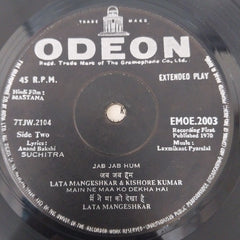 TRADE MARK
ODEON
Regd. Trade Mark of The Gramophone Co., Ltd.
45 R.P.M.
EXTENDED PLAY
Hindi Film:
MASTANA
7TJW.2104
EMOE.2003
Side Two
Recording First
Published 1970
Lyrics:
Anand Bakshi
Music:
Laxmikant Pyarelal
SUCHITRA
JAB JAB HUM
जब जब हम
LATA MANGESHKAR & KISHORE KUMAR
MAIN NE MAA KO DEKHA HAI
मैं ने माँ को देखा है
LATA MANGESHKAR